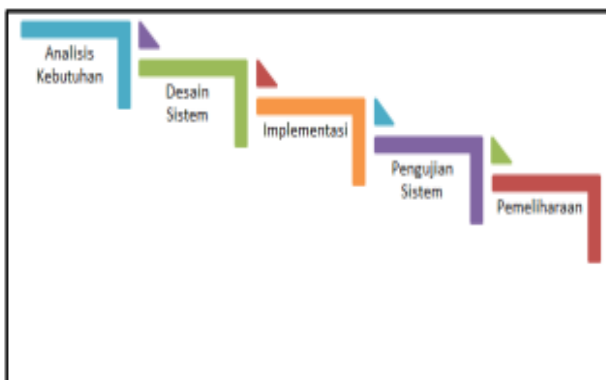 Analisis
Kebutuhan
Desain
Sistem
Implementasi
Pengujian
Sistem
Pemeliharaan